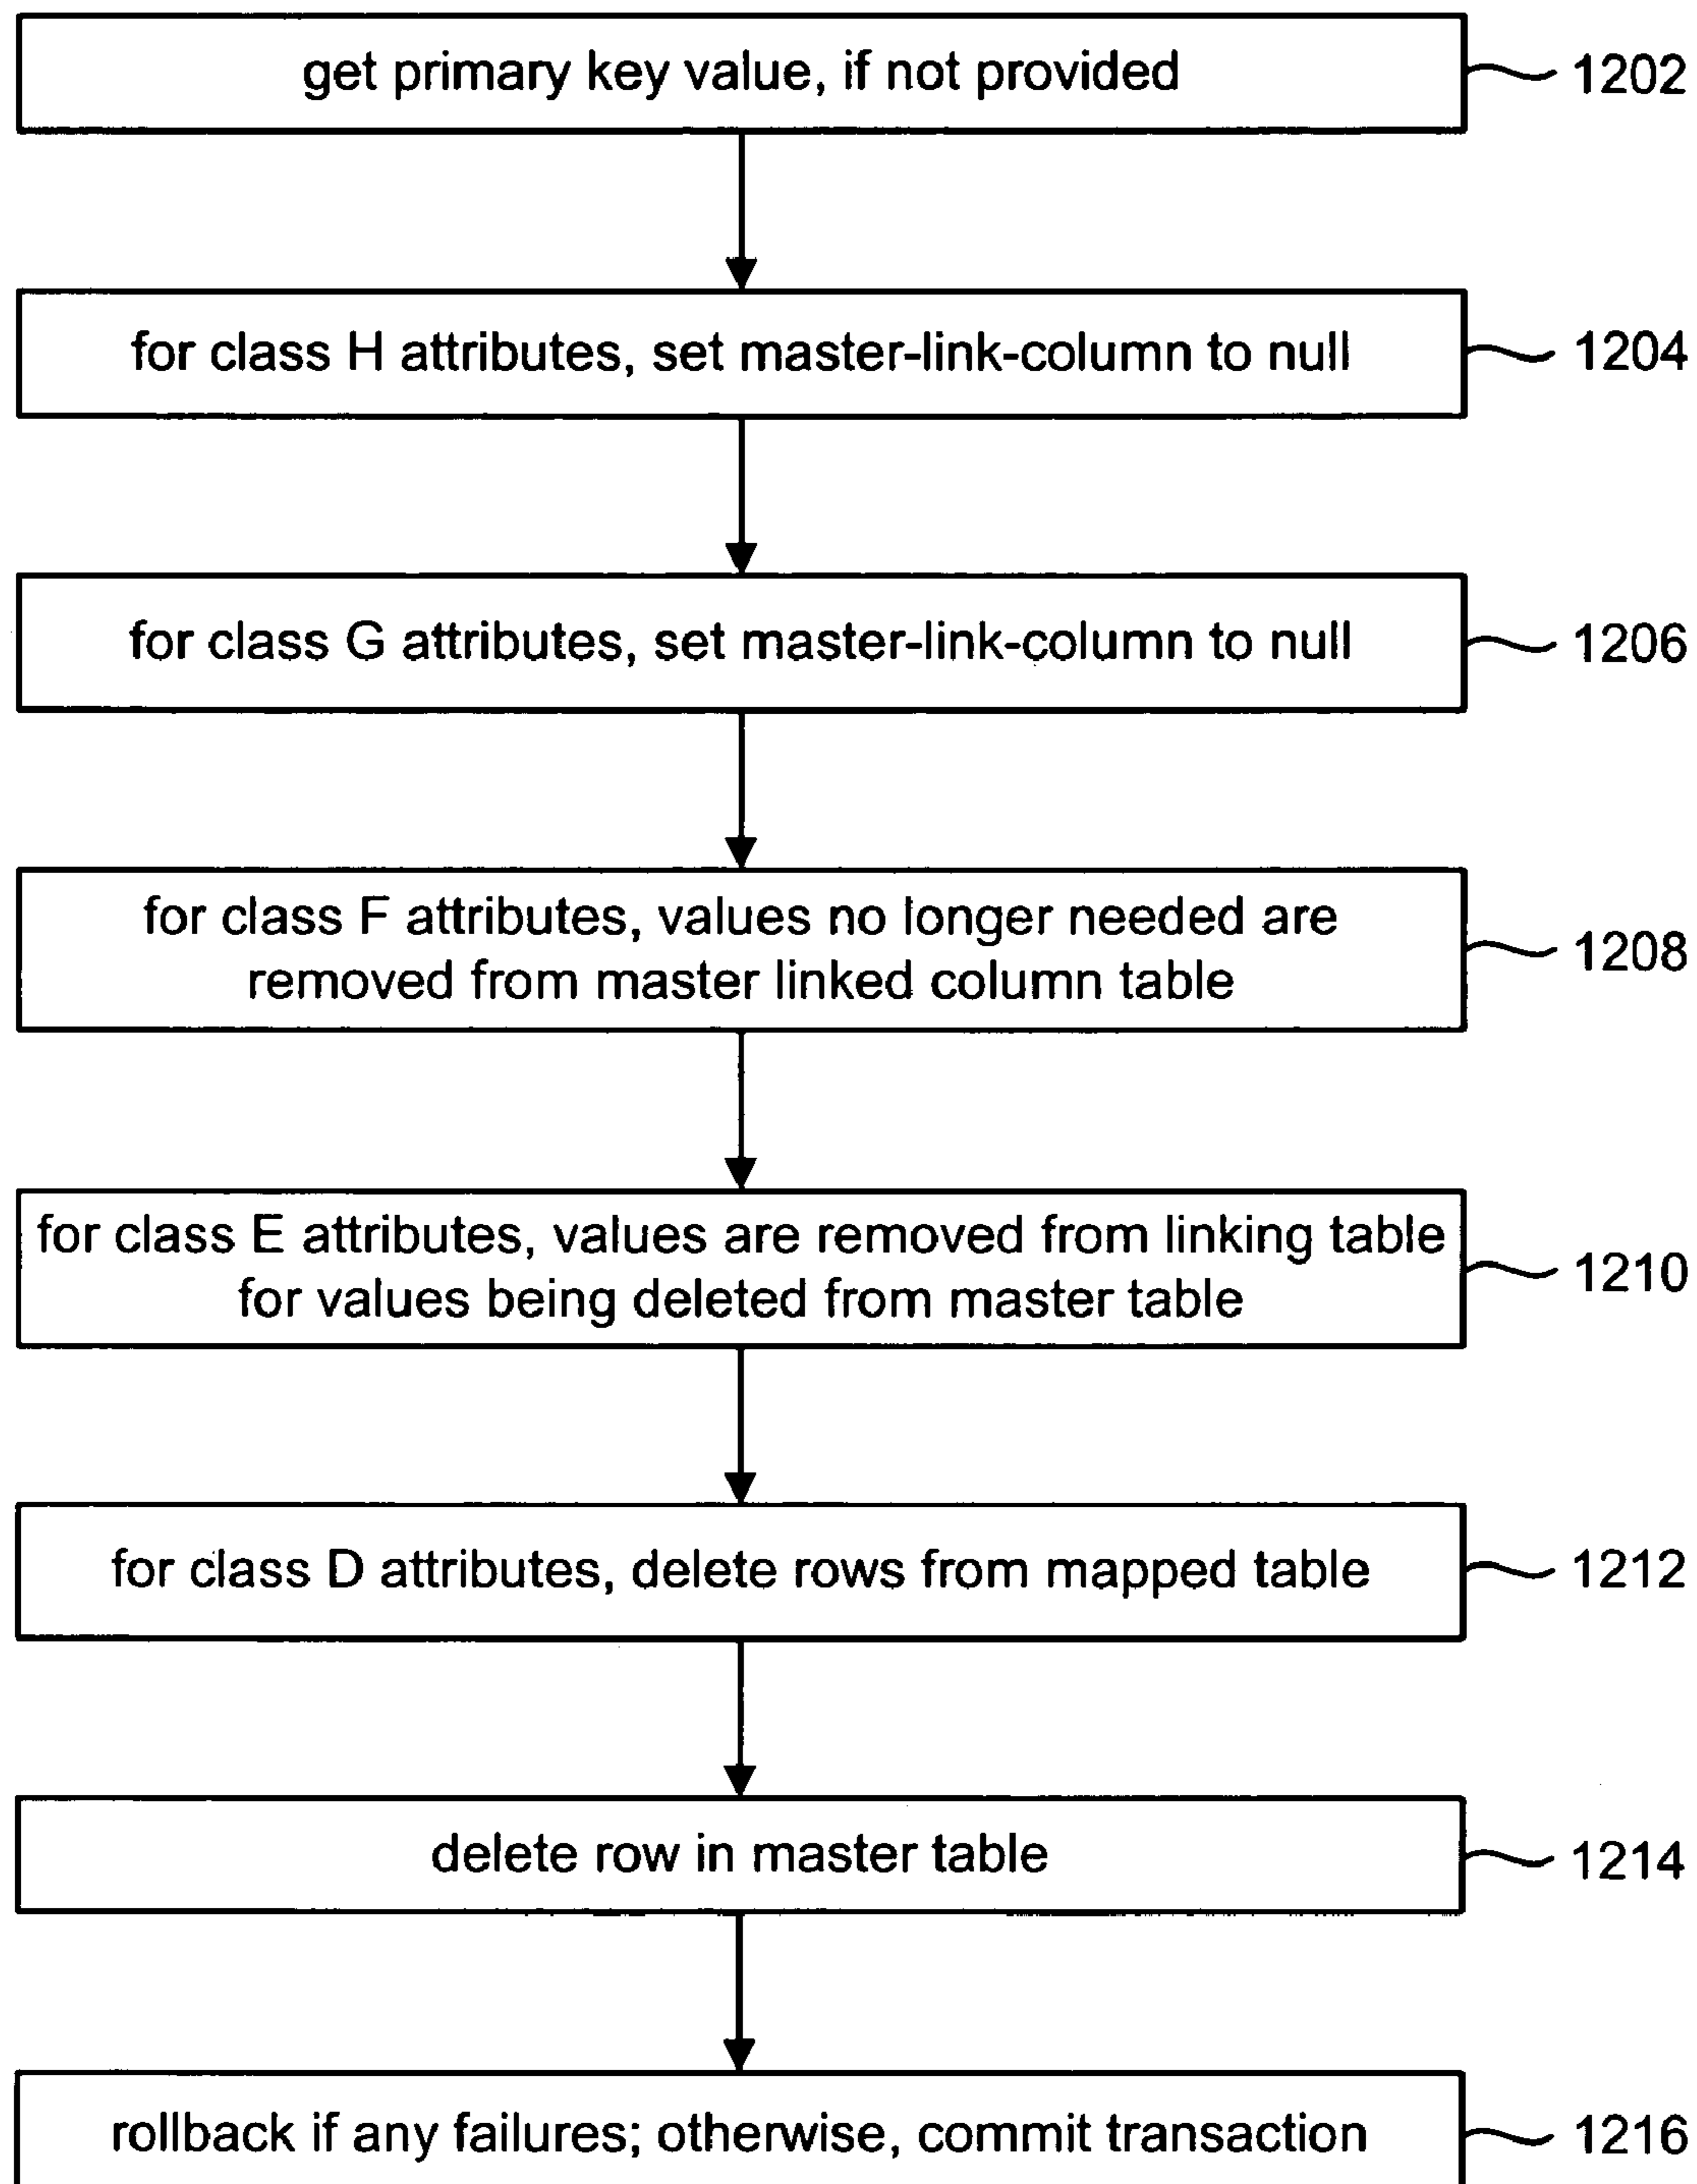 get primary key value, if not provided
1202
for class H attributes, set master-link-column to null
1204
for class G attributes, set master-link-column to null
1206
for class F attributes, values no longer needed are
removed from master linked column table
1208
for class E attributes, values are removed from linking table
for values being deleted from master table
1210
for class D attributes, delete rows from mapped table
1212
delete row in master table
1214
rollback if any failures; otherwise, commit transaction
1216